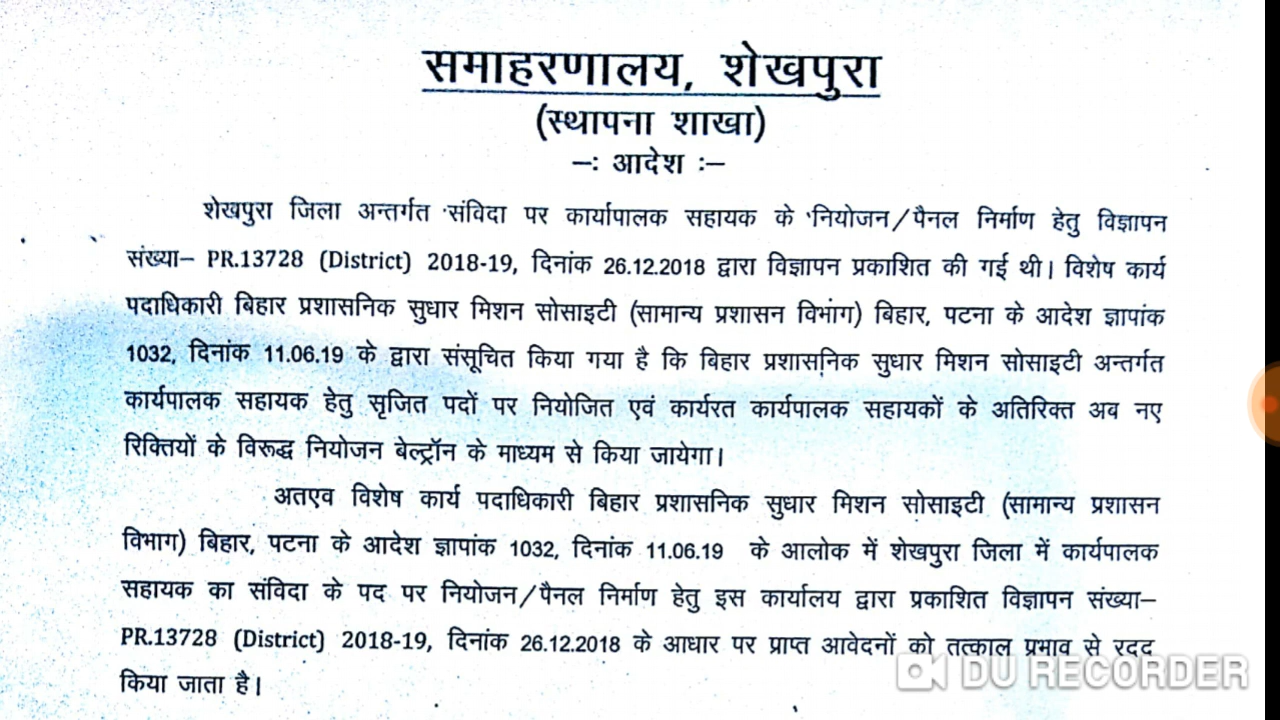 समाहरणालय, शेखपुरा
(स्थापना शाखा)
–ः आदेश ः–
शेखपुरा जिला अन्तर्गत संविदा पर कार्यापालक सहायक के नियोजन/पैनल निर्माण हेतु विज्ञापन
संख्या– PR.13728 (District) 2018-19, दिनांक 26.12.2018 द्वारा विज्ञापन प्रकाशित की गई थी। विशेष कार्य
पदाधिकारी बिहार प्रशासनिक सुधार मिशन सोसाइटी (सामान्य प्रशासन विभाग) बिहार, पटना के आदेश ज्ञापांक
1032, दिनांक 11.06.19 के द्वारा संसूचित किया गया है कि बिहार प्रशासनिक सुधार मिशन सोसाइटी अन्तर्गत
कार्यपालक सहायक हेतु सृजित पदों पर नियोजित एवं कार्यरत कार्यपालक सहायकों के अतिरिक्त अब नए
रिक्तियों के विरूद्ध नियोजन बेल्ट्रॉन के माध्यम से किया जायेगा।
अतएव विशेष कार्य पदाधिकारी बिहार प्रशासनिक सुधार मिशन सोसाइटी (सामान्य प्रशासन
विभाग) बिहार, पटना के आदेश ज्ञापांक 1032, दिनांक 11.06.19 के आलोक में शेखपुरा जिला में कार्यपालक
सहायक का संविदा के पद पर नियोजन/पैनल निर्माण हेतु इस कार्यालय द्वारा प्रकाशित विज्ञापन संख्या–
PR.13728 (District) 2018-19, दिनांक 26.12.2018 के आधार पर प्राप्त आवेदनों को तत्काल प्रभाव से रदद
किया जाता है।
DU RECORDER